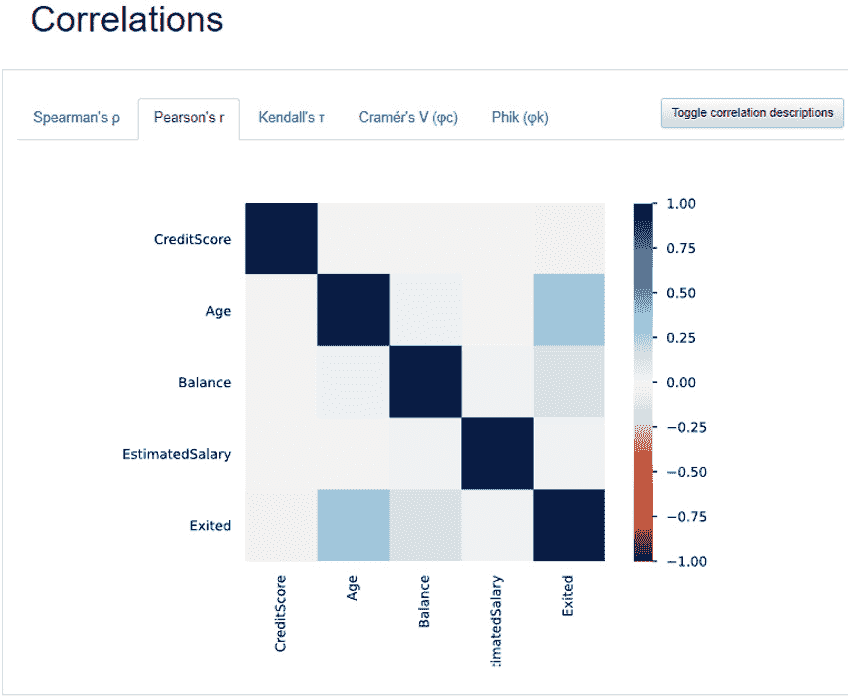 Correlations
Spearman's ρ Pearson's r Kendall's τ Cramér's V (φc) Phik (φk) Toggle correlation descriptions
CreditScore
Age
Balance
EstimatedSalary
Exited
1.00
0.75
0.50
0.25
0.00
−0.25
−0.50
−0.75
−1.00
CreditScore
Age
Balance
:imatedSalary
Exited